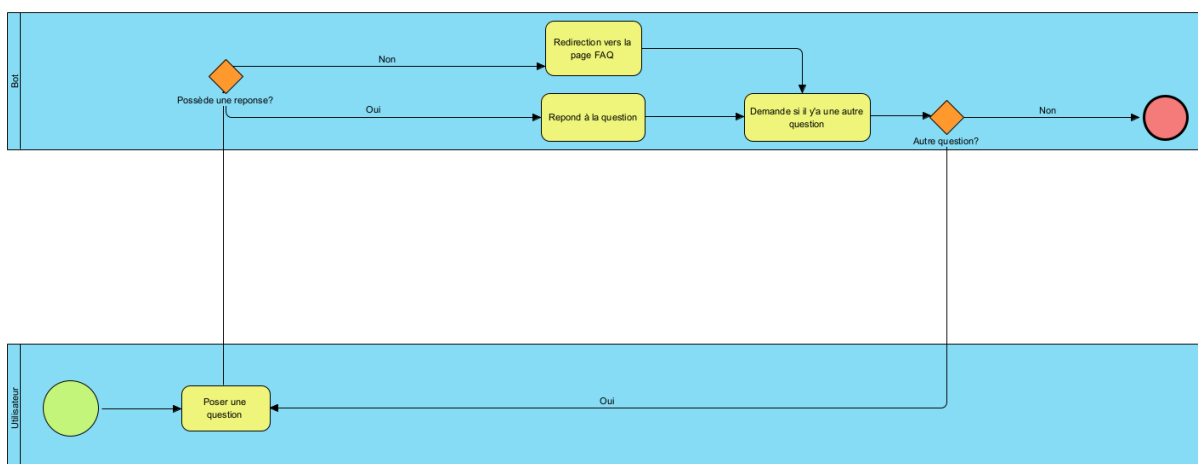 Bot
Redirection vers la
page FAQ
Non
Possède une reponse?
Oui
Repond à la question
Demande si il y'a une autre
question
Non
Autre question?
Utilisateur
Poser une
question
Oui